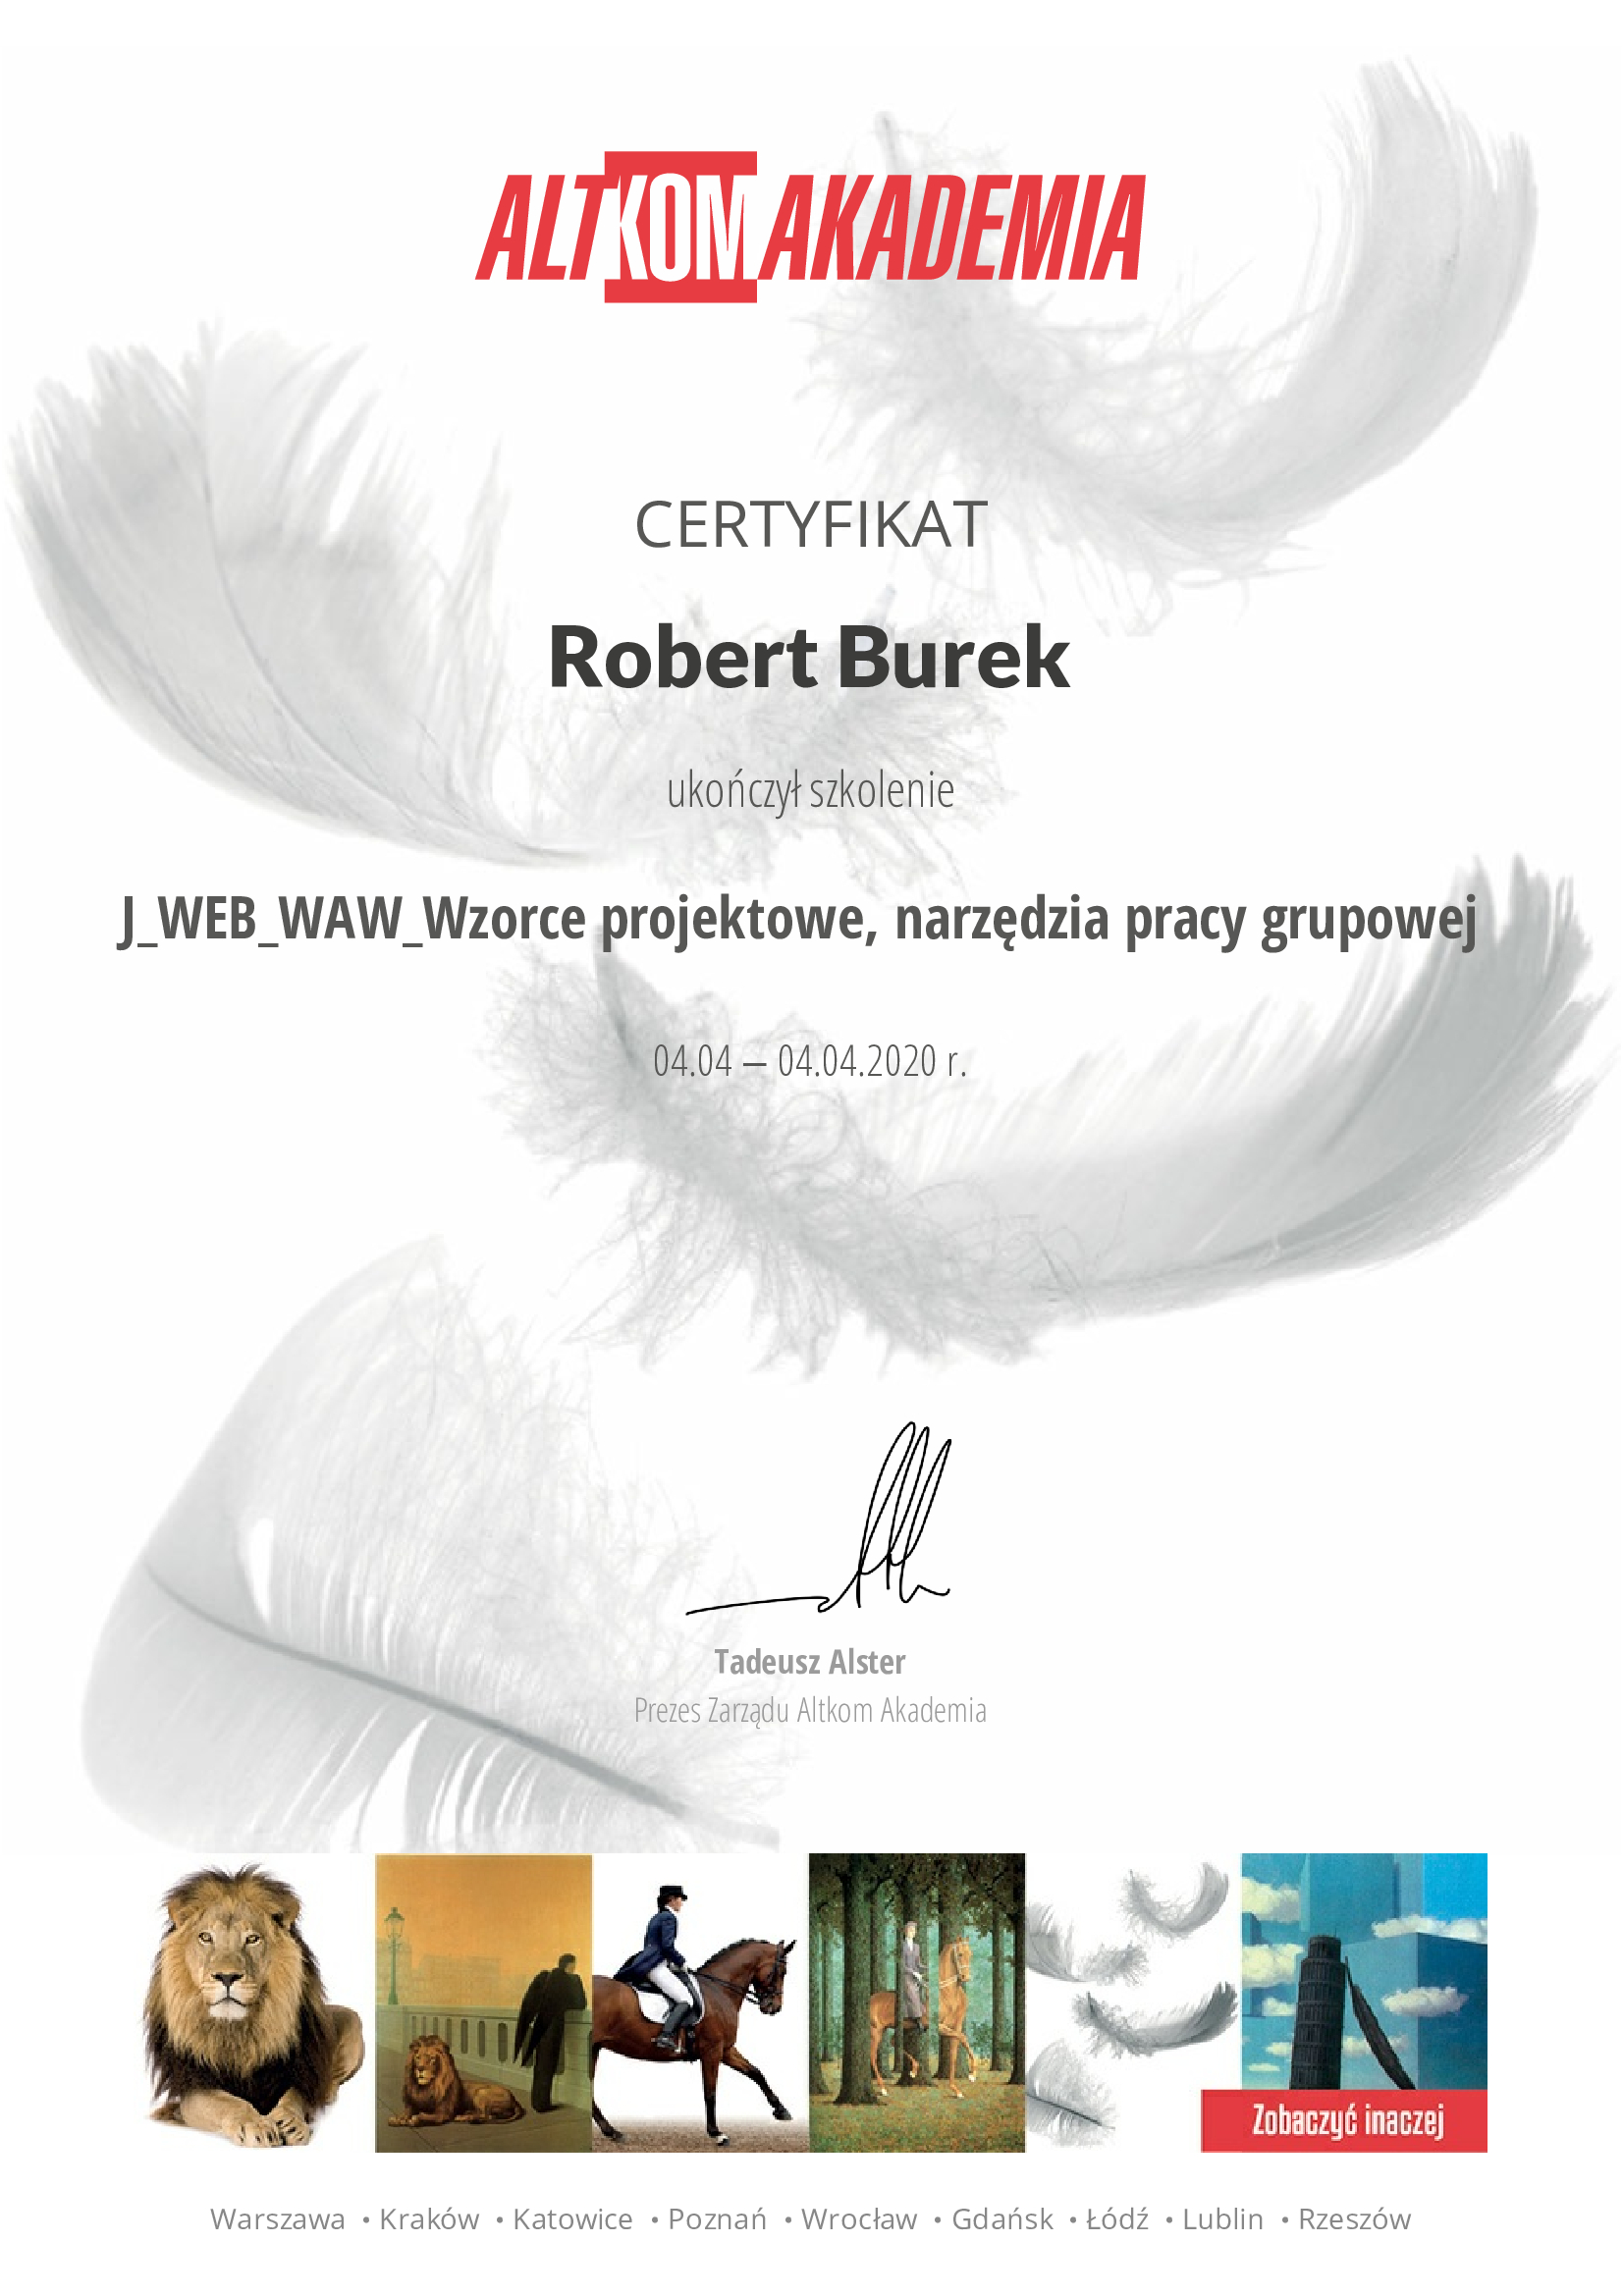 ALTKOM AKADEMIA
CERTYFIKAT
Robert Burek
ukończył szkolenie
J_WEB_WAW_Wzorce projektowe, narzędzia pracy grupowej
04.04 – 04.04.2020 r.
Tadeusz Alster
Prezes Zarządu Altkom Akademia
Zobaczyć inaczej
Warszawa • Kraków • Katowice • Poznań • Wrocław • Gdańsk • Łódź • Lublin • Rzeszów